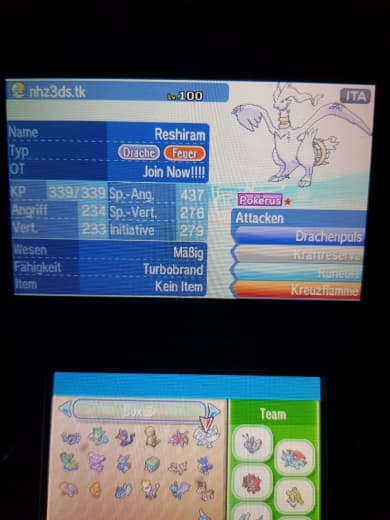 nhz3ds.tk
Lv.100
ITA
Name Reshiram
Typ Drache Feuer
OT Join Now!!!!
KP 339/339 Sp.-Ang. 437
Angriff 234 Sp.-Vert. 276
Vert. 233 Initiative 279
Pokérus
Attacken
Drachenpuls
Kraftreserve
Kreuzflamme
Wesen Mäßig
Fähigkeit Turbobrand
Item Kein Item
Team